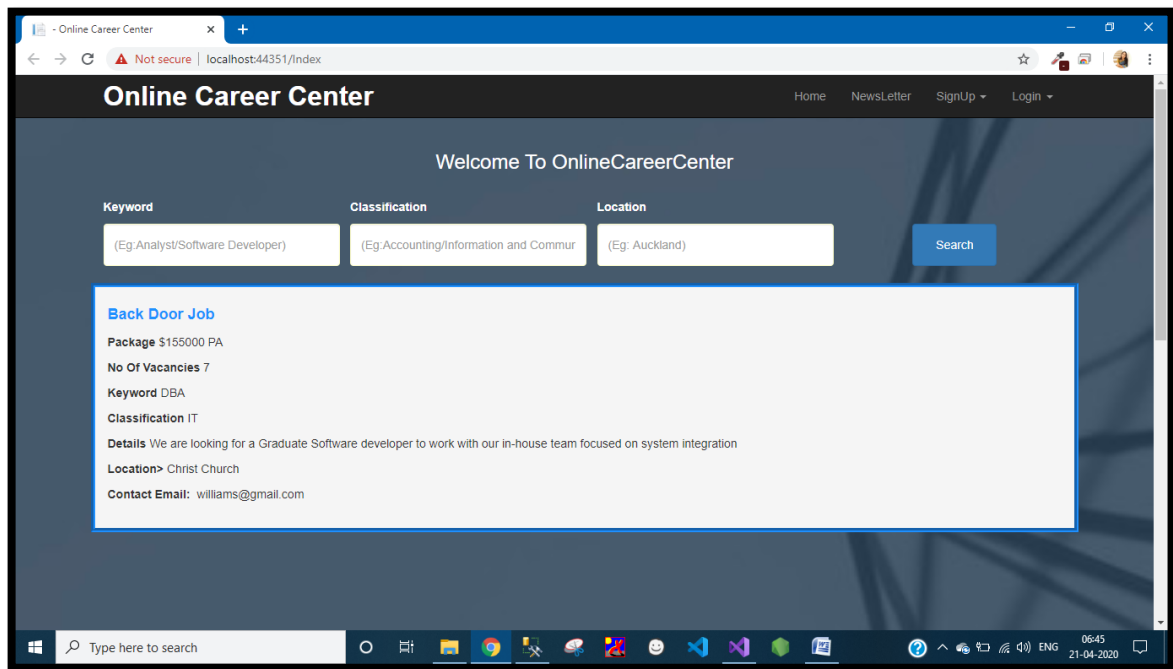 - Online Career Center
Not secure | localhost:44351/Index
Online Career Center
Home NewsLetter SignUp Login
Welcome To OnlineCareerCenter
Keyword Classification Location
(Eg:Analyst/Software Developer) (Eg:Accounting/Information and Commur (Eg: Auckland) Search
Back Door Job
Package $155000 PA
No Of Vacancies 7
Keyword DBA
Classification IT
Details We are looking for a Graduate Software developer to work with our in-house team focused on system integration
Location> Christ Church
Contact Email: williams@gmail.com
Type here to search ENG 06:45
21-04-2020